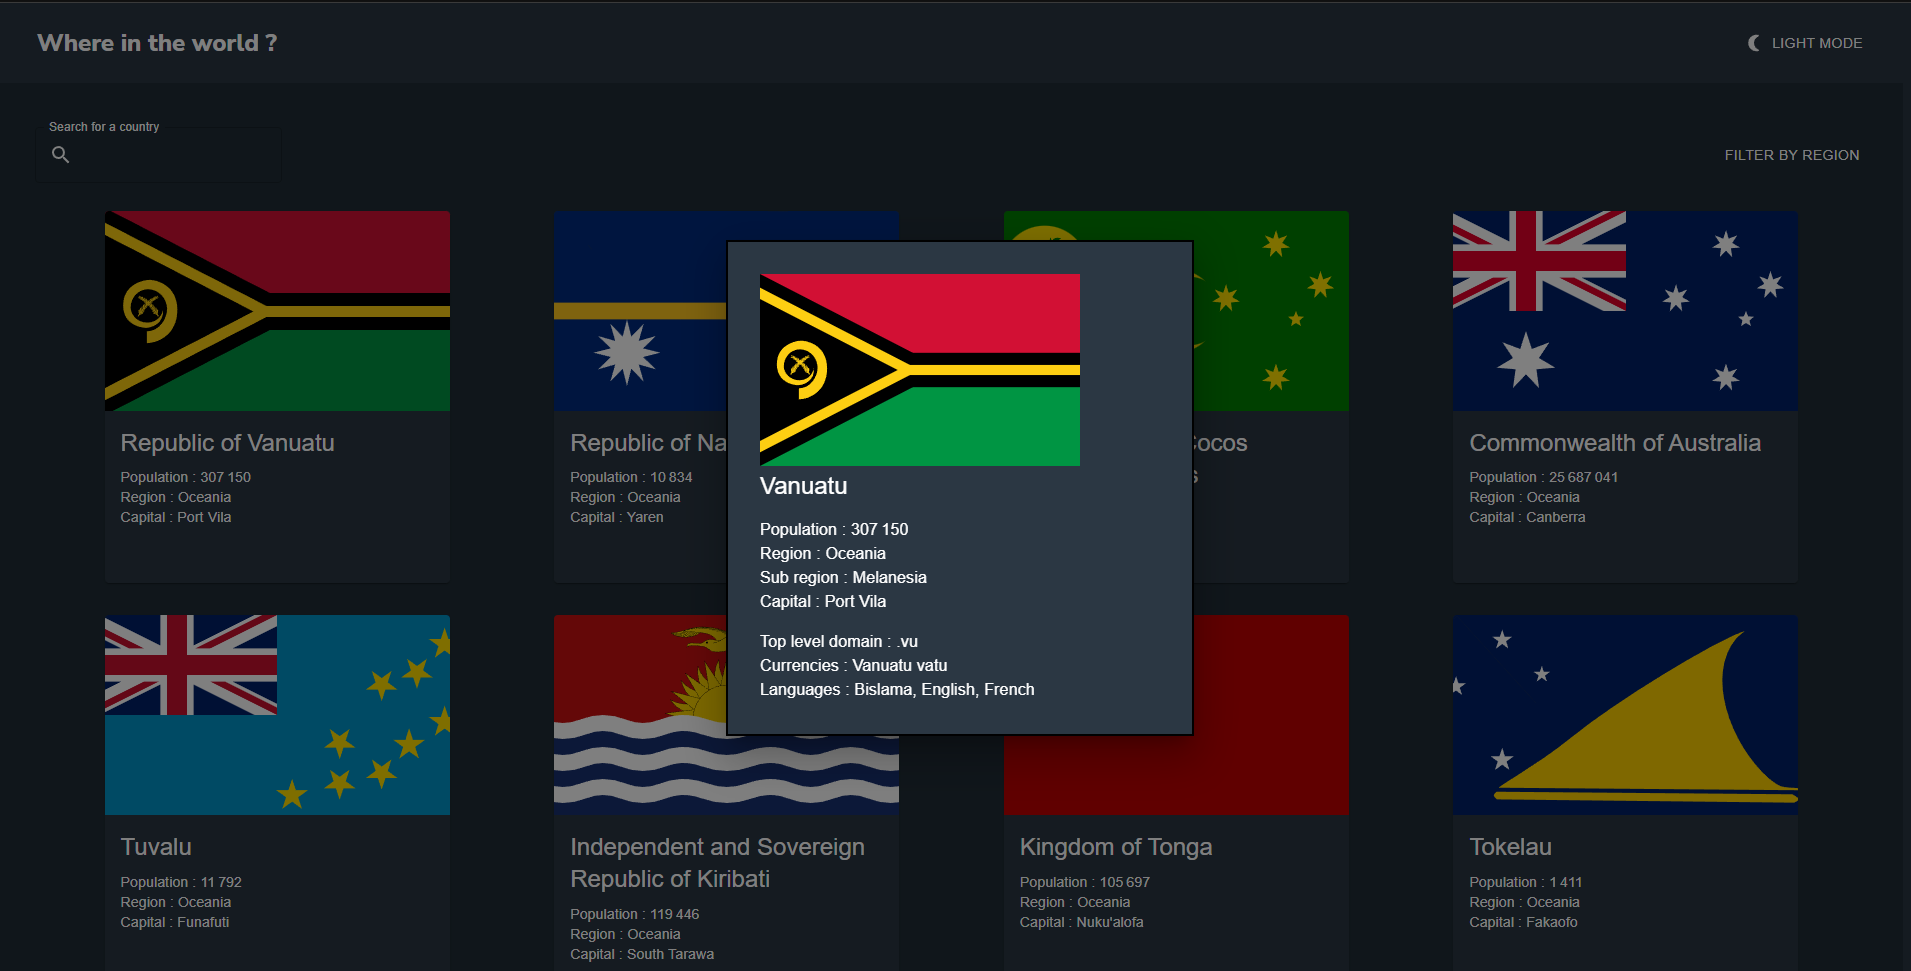 Where in the world ?
LIGHT MODE
Search for a country
FILTER BY REGION
Republic of Vanuatu
Population : 307 150
Region : Oceania
Capital : Port Vila
Republic of Na
Population : 10 834
Region : Oceania
Capital : Yaren
Cocos
s
Commonwealth of Australia
Population : 25 687 041
Region : Oceania
Capital : Canberra
Vanuatu
Population : 307 150
Region : Oceania
Sub region : Melanesia
Capital : Port Vila
Top level domain : .vu
Currencies : Vanuatu vatu
Languages : Bislama, English, French
Tuvalu
Population : 11 792
Region : Oceania
Capital : Funafuti
Independent and Sovereign
Republic of Kiribati
Population : 119 446
Region : Oceania
Capital : South Tarawa
Kingdom of Tonga
Population : 105 697
Region : Oceania
Capital : Nuku'alofa
Tokelau
Population : 1 411
Region : Oceania
Capital : Fakaofo